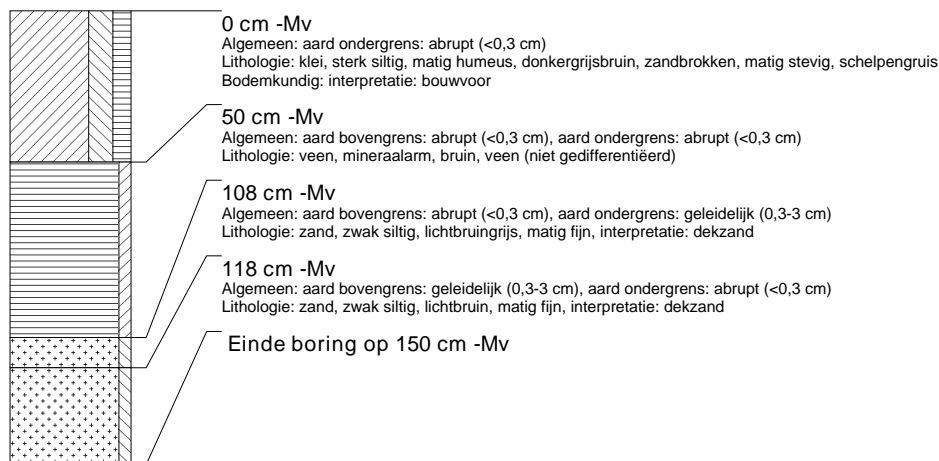 0 cm -Mv
Algemeen: aard ondergrens: abrupt (<0,3 cm)
Lithologie: klei, sterk siltig, matig humeus, donkergrijsbruin, zandbrokken, matig stevig, schelpengruis
Bodemkundig: interpretatie: bouwvoor
50 cm -Mv
Algemeen: aard bovengrens: abrupt (<0,3 cm), aard ondergrens: abrupt (<0,3 cm)
Lithologie: veen, mineraalarm, bruin, veen (niet gedifferentiëerd)
108 cm -Mv
Algemeen: aard bovengrens: abrupt (<0,3 cm), aard ondergrens: geleidelijk (0,3-3 cm)
Lithologie: zand, zwak siltig, lichtbruingrijs, matig fijn, interpretatie: dekzand
118 cm -Mv
Algemeen: aard bovengrens: geleidelijk (0,3-3 cm), aard ondergrens: abrupt (<0,3 cm)
Lithologie: zand, zwak siltig, lichtbruin, matig fijn, interpretatie: dekzand
Einde boring op 150 cm -Mv